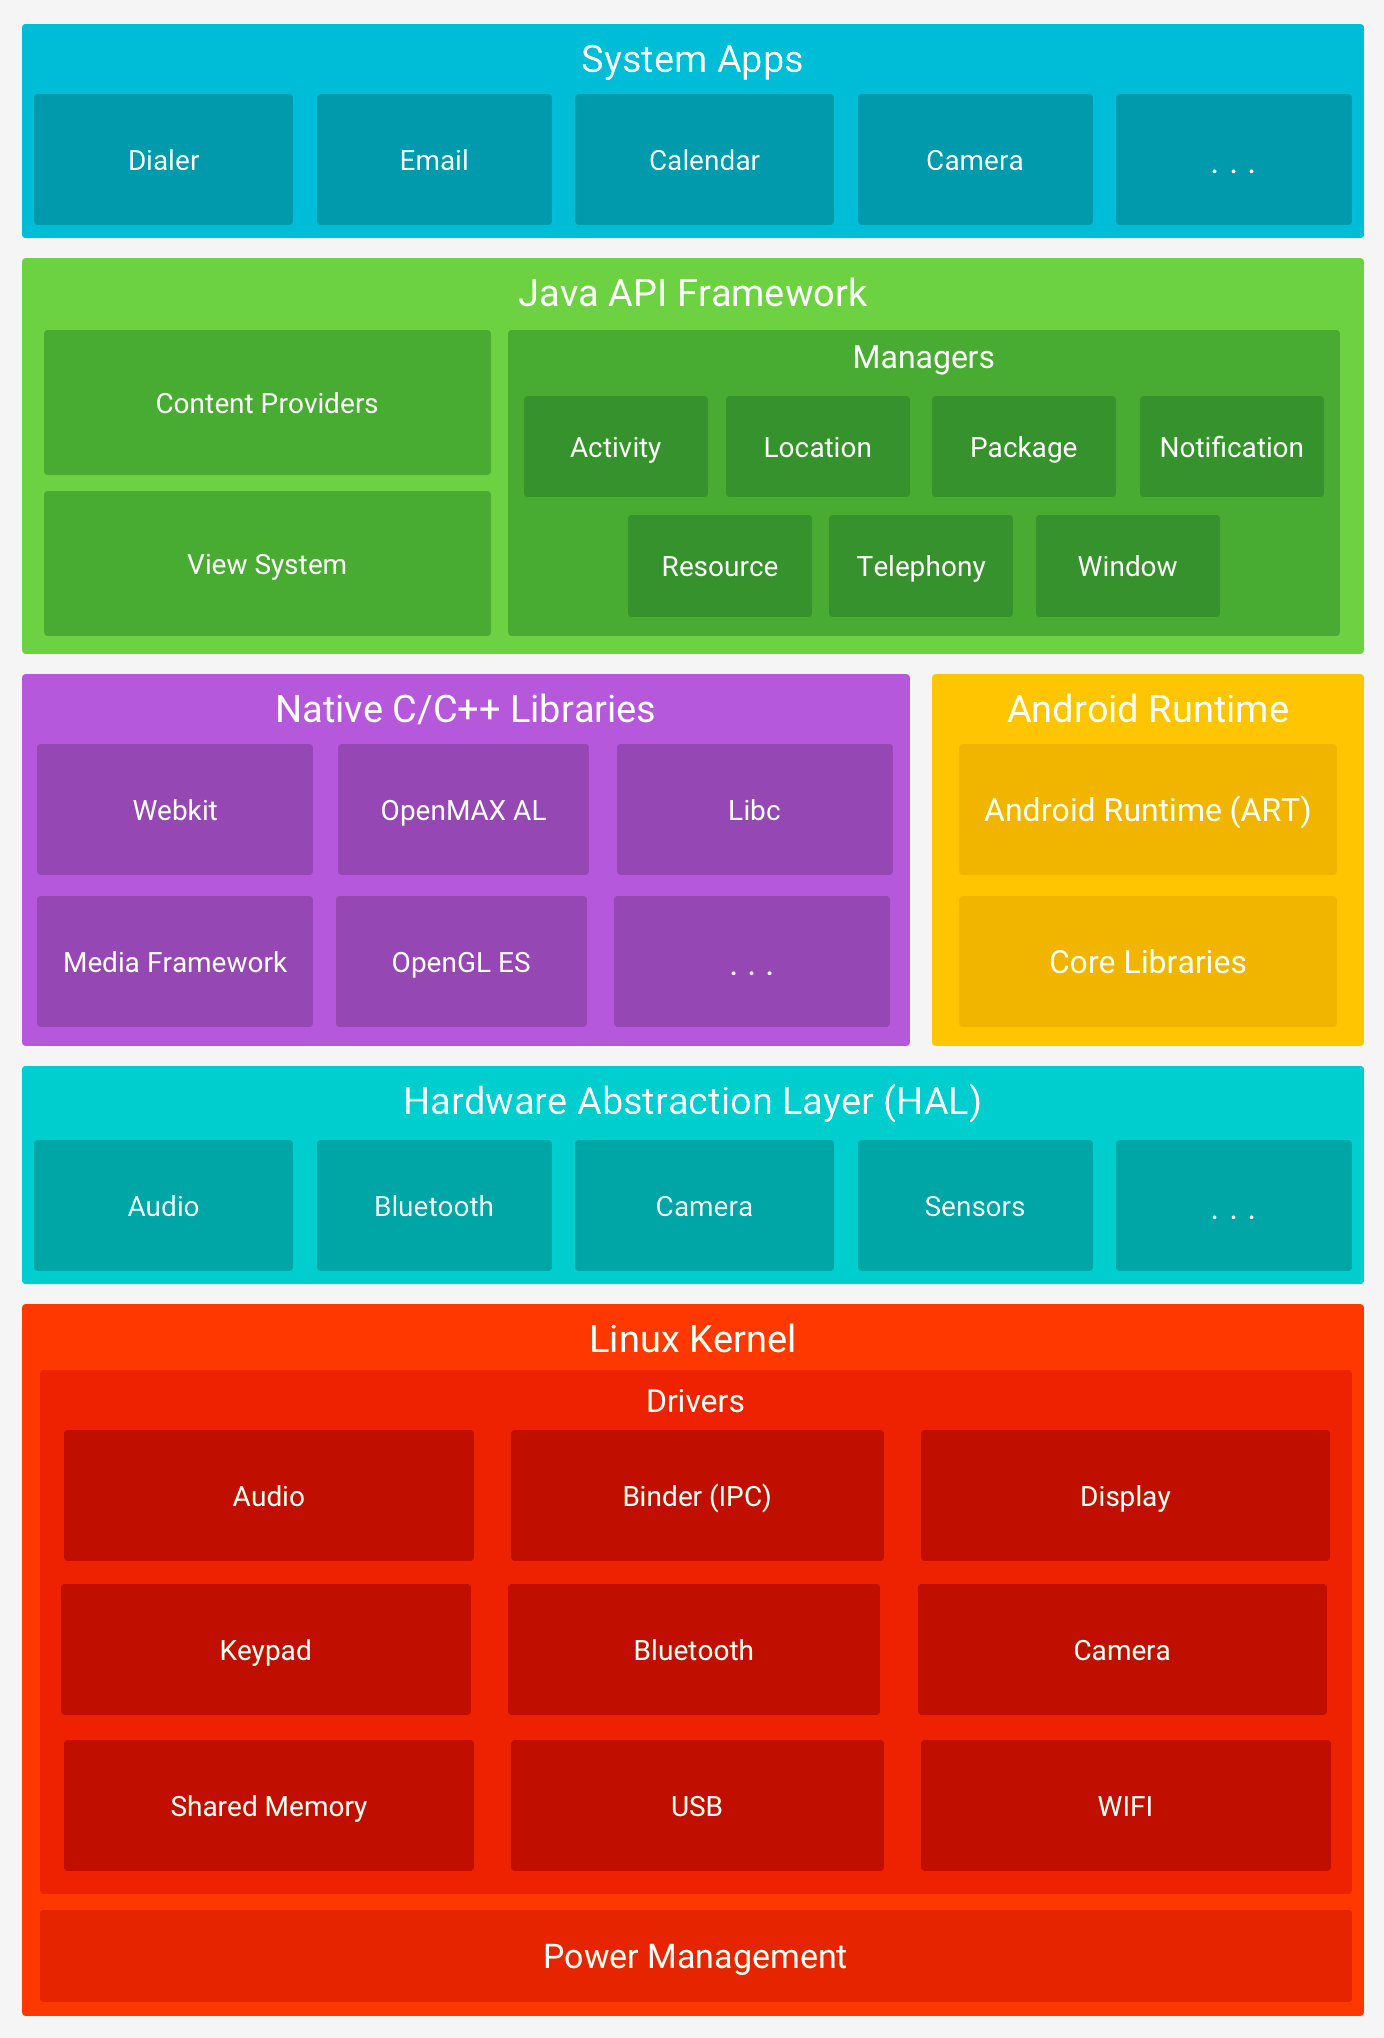 System Apps
Dialer
Email
Calendar
Camera
. . .
Java API Framework
Content Providers
View System
Managers
Activity
Location
Package
Notification
Resource
Telephony
Window
Native C/C++ Libraries
Webkit
OpenMAX AL
Libc
Media Framework
OpenGL ES
. . .
Android Runtime
Android Runtime (ART)
Core Libraries
Hardware Abstraction Layer (HAL)
Audio
Bluetooth
Camera
Sensors
. . .
Linux Kernel
Drivers
Audio
Binder (IPC)
Display
Keypad
Bluetooth
Camera
Shared Memory
USB
WIFI
Power Management